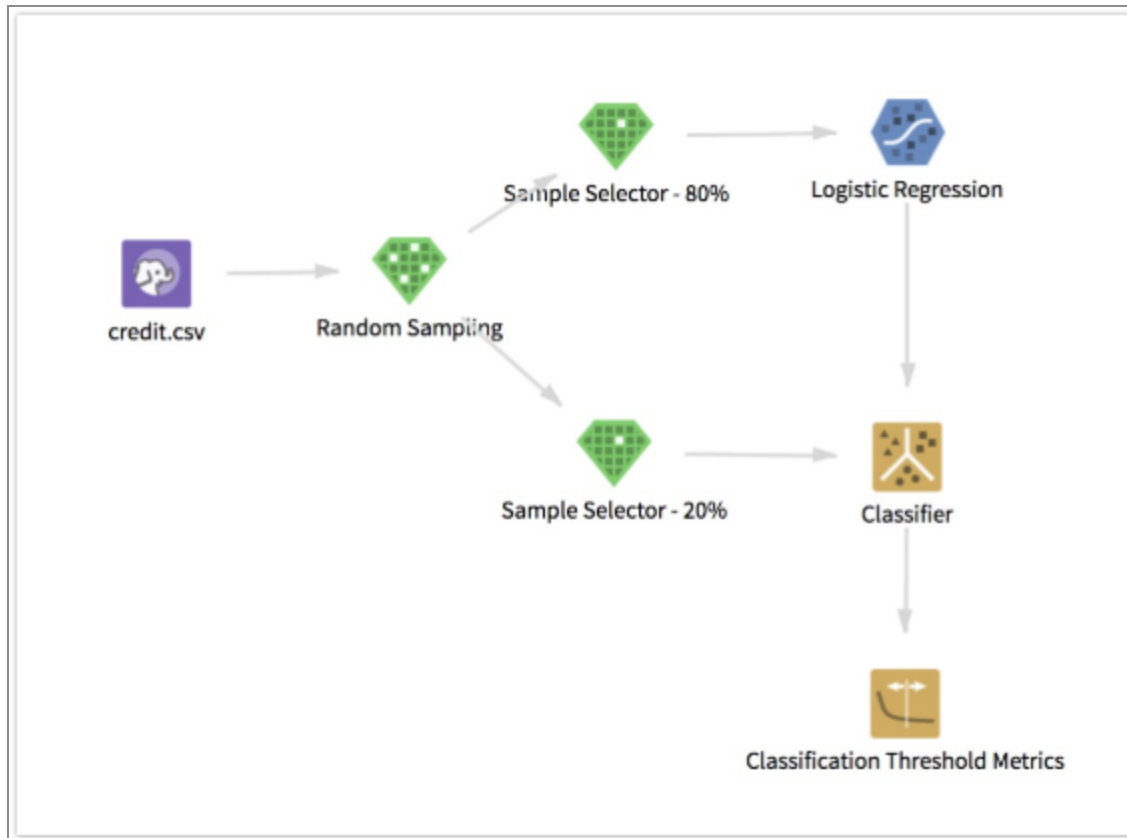 Sample Selector - 80%
Logistic Regression
credit.csv
Random Sampling
Sample Selector - 20%
Classifier
Classification Threshold Metrics